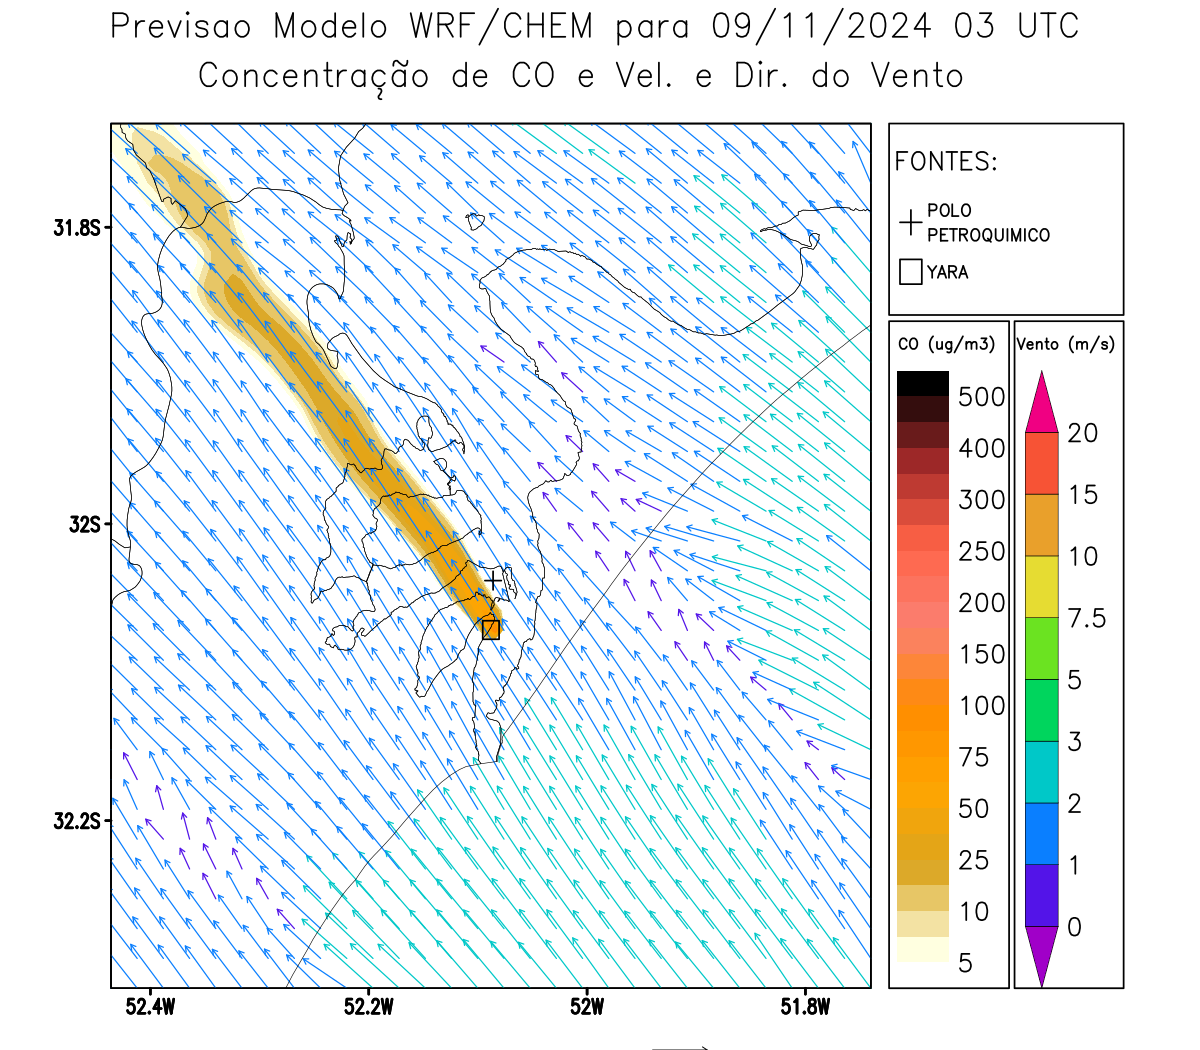 Previsao Modelo WRF/CHEM para 09/11/2024 03 UTC
Concentração de CO e Vel. e Dir. do Vento
FONTES:
POLO
PETROQUIMICO
YARA
CO (ug/m3)
500
400
300
250
200
150
100
75
50
25
10
5
Vento (m/s)
20
15
10
7.5
5
3
2
1
0
31.8S
32S
32.2S
52.4W
52.2W
52W
51.8W